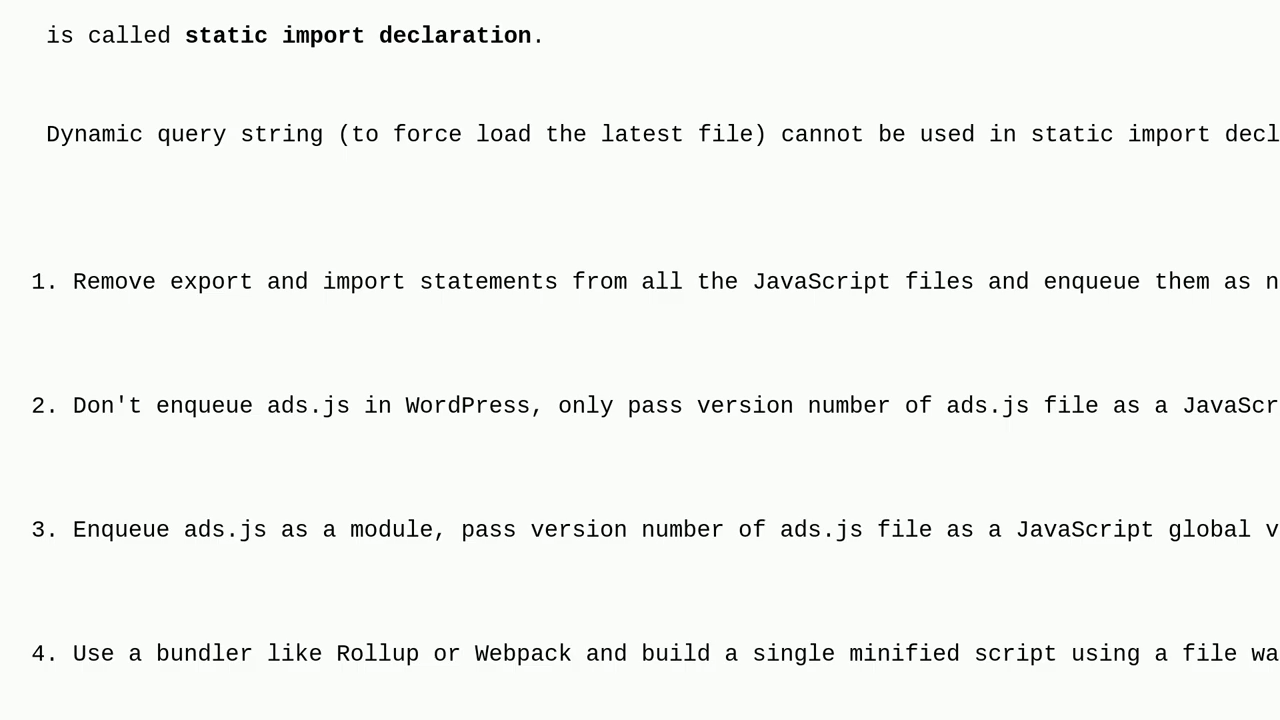 is called static import declaration.
Dynamic query string (to force load the latest file) cannot be used in static import decl
1. Remove export and import statements from all the JavaScript files and enqueue them as n
2. Don't enqueue ads.js in WordPress, only pass version number of ads.js file as a JavaScr
3. Enqueue ads.js as a module, pass version number of ads.js file as a JavaScript global v
4. Use a bundler like Rollup or Webpack and build a single minified script using a file wa